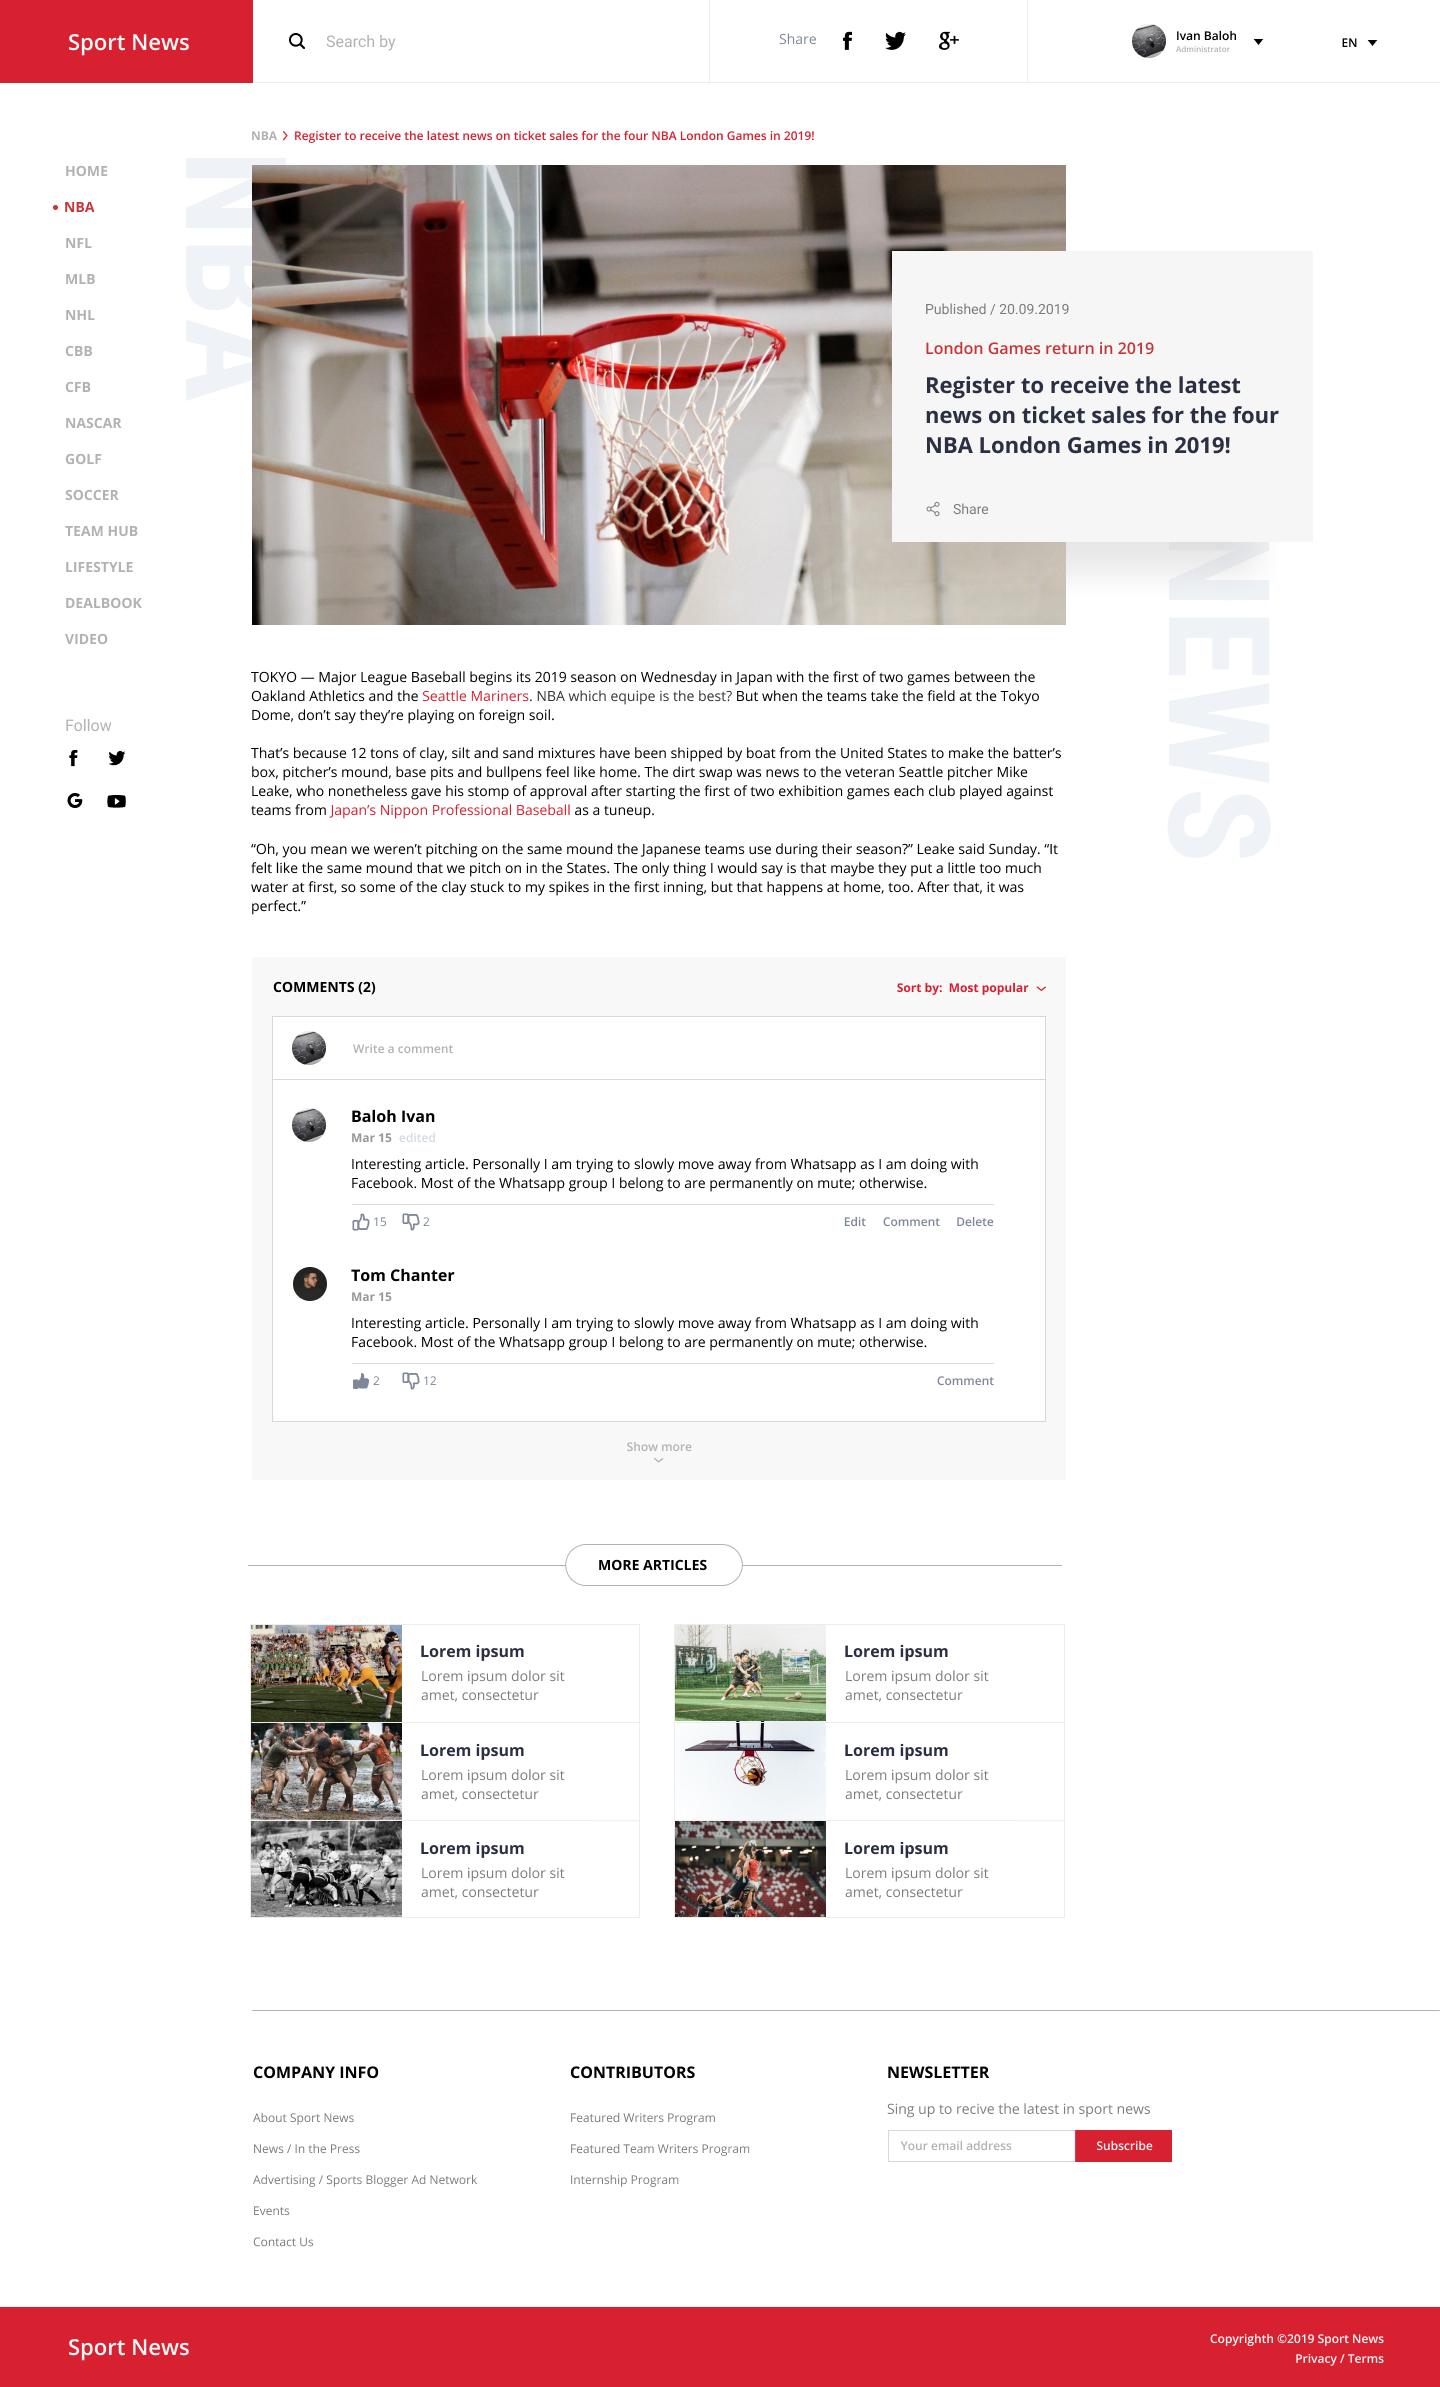 Sport News
Search by
Share
Ivan Baloh
Administrator
EN
NBA
Register to receive the latest news on ticket sales for the four NBA London Games in 2019!
HOME
NBA
NFL
MLB
NHL
CBB
CFB
NASCAR
GOLF
SOCCER
TEAM HUB
LIFESTYLE
DEALBOOK
VIDEO
Follow
NBA
Published / 20.09.2019
London Games return in 2019
Register to receive the latest
news on ticket sales for the four
NBA London Games in 2019!
Share
NEWS
TOKYO — Major League Baseball begins its 2019 season on Wednesday in Japan with the first of two games between the
Oakland Athletics and the Seattle Mariners. NBA which equipe is the best? But when the teams take the field at the Tokyo
Dome, don’t say they’re playing on foreign soil.
That’s because 12 tons of clay, silt and sand mixtures have been shipped by boat from the United States to make the batter’s
box, pitcher’s mound, base pits and bullpens feel like home. The dirt swap was news to the veteran Seattle pitcher Mike
Leake, who nonetheless gave his stomp of approval after starting the first of two exhibition games each club played against
teams from Japan’s Nippon Professional Baseball as a tuneup.
“Oh, you mean we weren’t pitching on the same mound the Japanese teams use during their season?” Leake said Sunday. “It
felt like the same mound that we pitch on in the States. The only thing I would say is that maybe they put a little too much
water at first, so some of the clay stuck to my spikes in the first inning, but that happens at home, too. After that, it was
perfect.”
COMMENTS (2)
Sort by: Most popular
Write a comment
Baloh Ivan
Mar 15 edited
Interesting article. Personally I am trying to slowly move away from Whatsapp as I am doing with
Facebook. Most of the Whatsapp group I belong to are permanently on mute; otherwise.
15 2
Edit Comment Delete
Tom Chanter
Mar 15
Interesting article. Personally I am trying to slowly move away from Whatsapp as I am doing with
Facebook. Most of the Whatsapp group I belong to are permanently on mute; otherwise.
2 12
Comment
Show more
MORE ARTICLES
Lorem ipsum
Lorem ipsum dolor sit
amet, consectetur
Lorem ipsum
Lorem ipsum dolor sit
amet, consectetur
Lorem ipsum
Lorem ipsum dolor sit
amet, consectetur
Lorem ipsum
Lorem ipsum dolor sit
amet, consectetur
Lorem ipsum
Lorem ipsum dolor sit
amet, consectetur
Lorem ipsum
Lorem ipsum dolor sit
amet, consectetur
COMPANY INFO
About Sport News
News / In the Press
Advertising / Sports Blogger Ad Network
Events
Contact Us
CONTRIBUTORS
Featured Writers Program
Featured Team Writers Program
Internship Program
NEWSLETTER
Sing up to recive the latest in sport news
Your email address
Subscribe
Sport News
Copyrighth ©2019 Sport News
Privacy / Terms